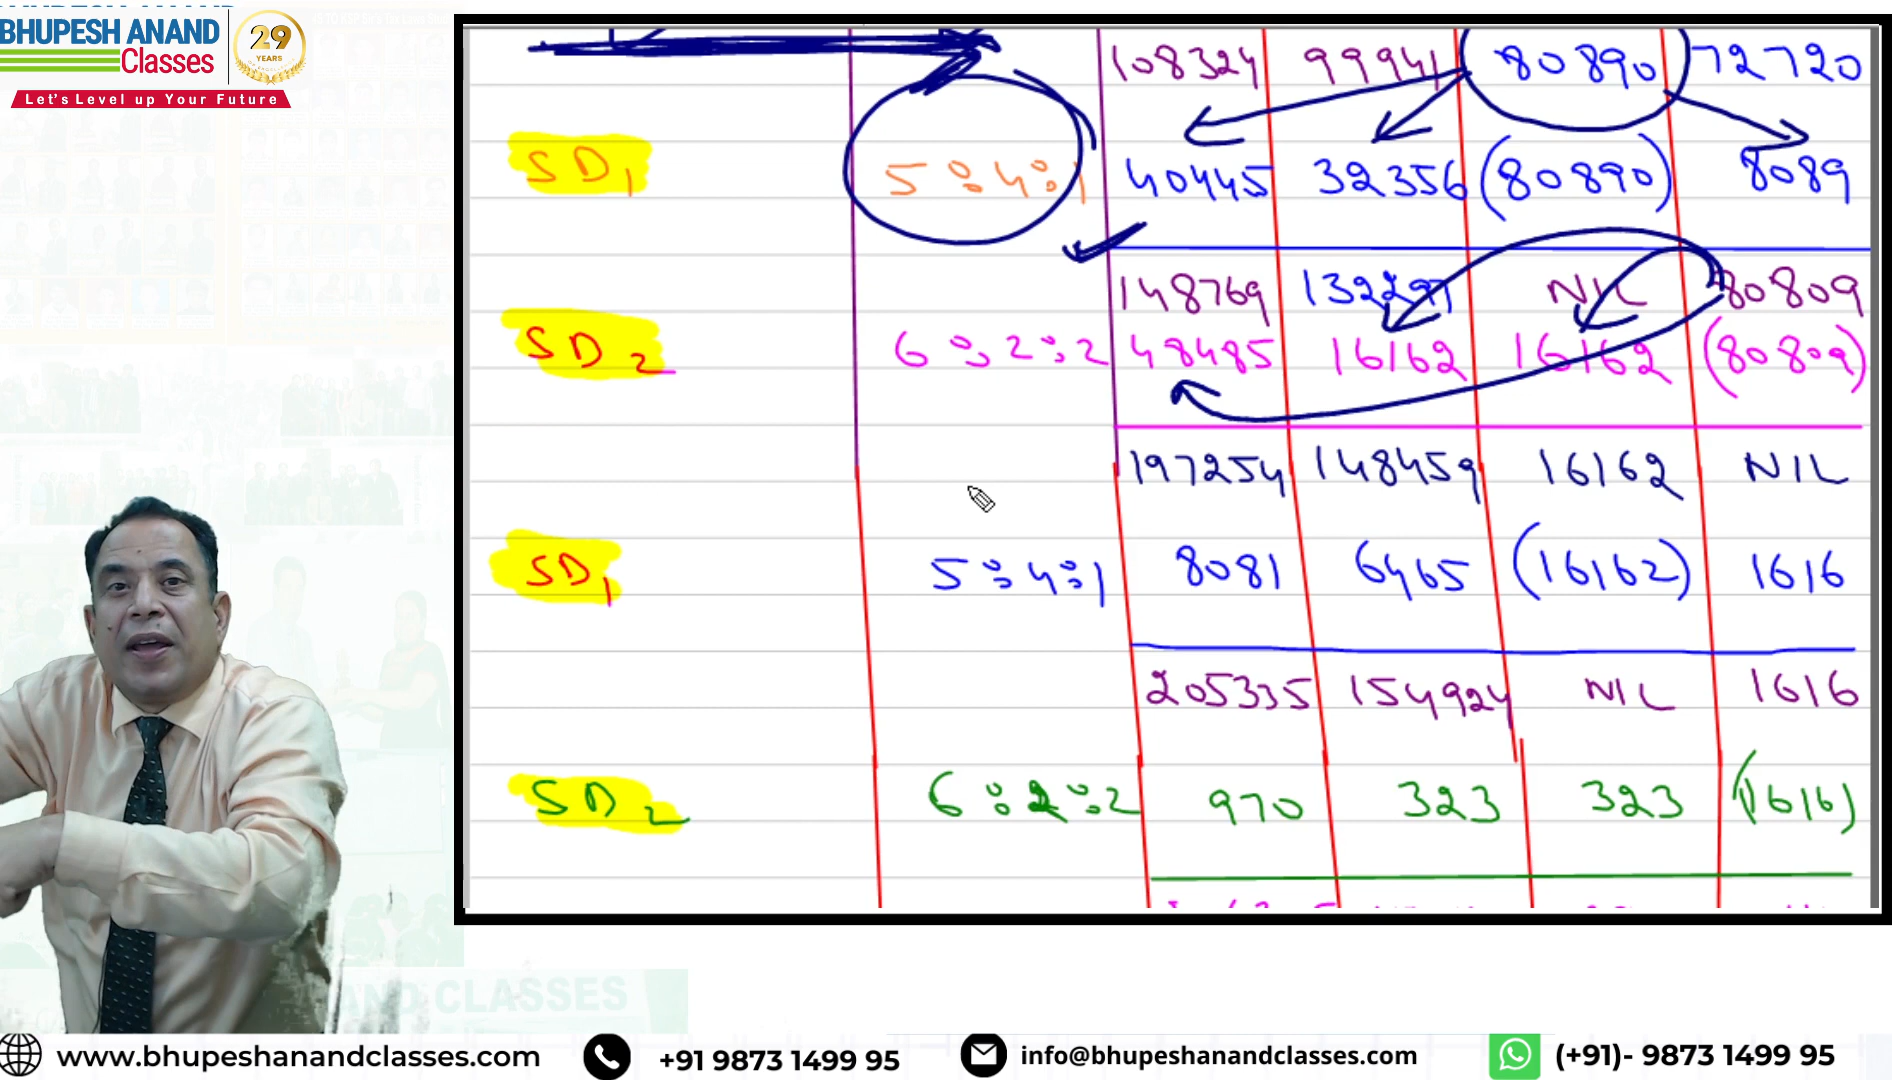 BHUPESH ANAND
Classes
29
YEARS
Let's Level up Your Future
108324 99941 80890 72720
SD1 5:4:1 40445 32356 (80890) 8089
148769 132297 NIL 80809
SD2 6:2:2 48485 16162 16162 (80809)
197254 148459 16162 NIL
SD1 5:4:1 8081 6465 (16162) 1616
205335 154924 NIL 1616
SD2 6:2:2 970 323 323 (1616)
AND CLASSES
www.bhupeshanandclasses.com +91 9873 1499 95 info@bhupeshanandclasses.com (+91)- 9873 1499 95